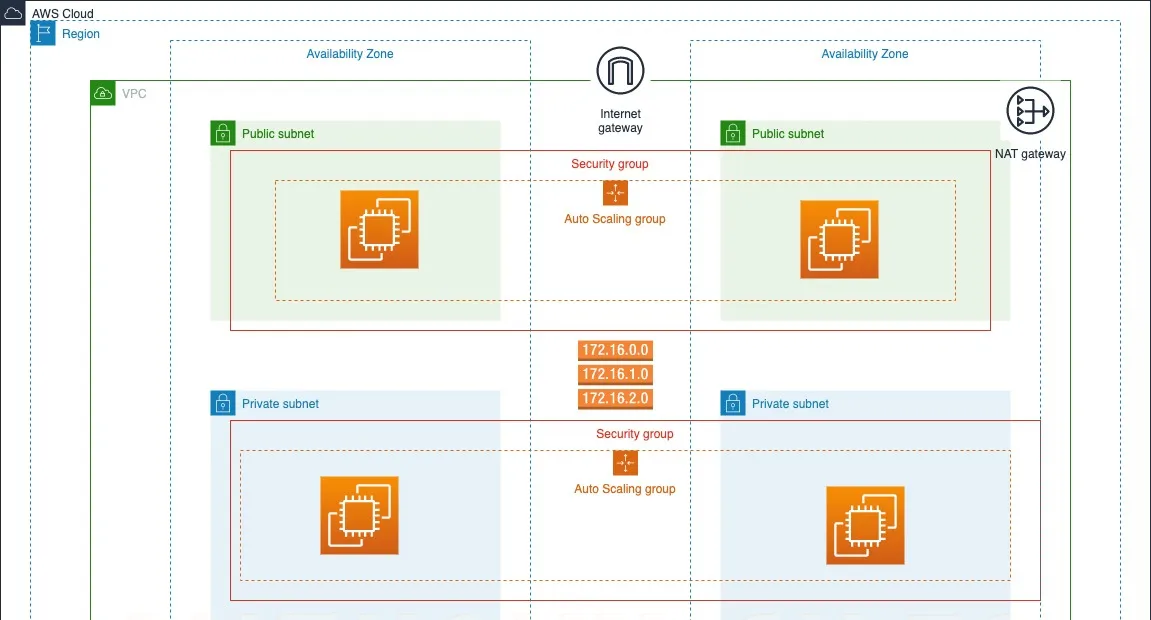 AWS Cloud
Region
Availability Zone
Availability Zone
VPC
Internet
gateway
NAT gateway
Public subnet
Public subnet
Security group
Auto Scaling group
172.16.0.0
172.16.1.0
172.16.2.0
Private subnet
Private subnet
Security group
Auto Scaling group